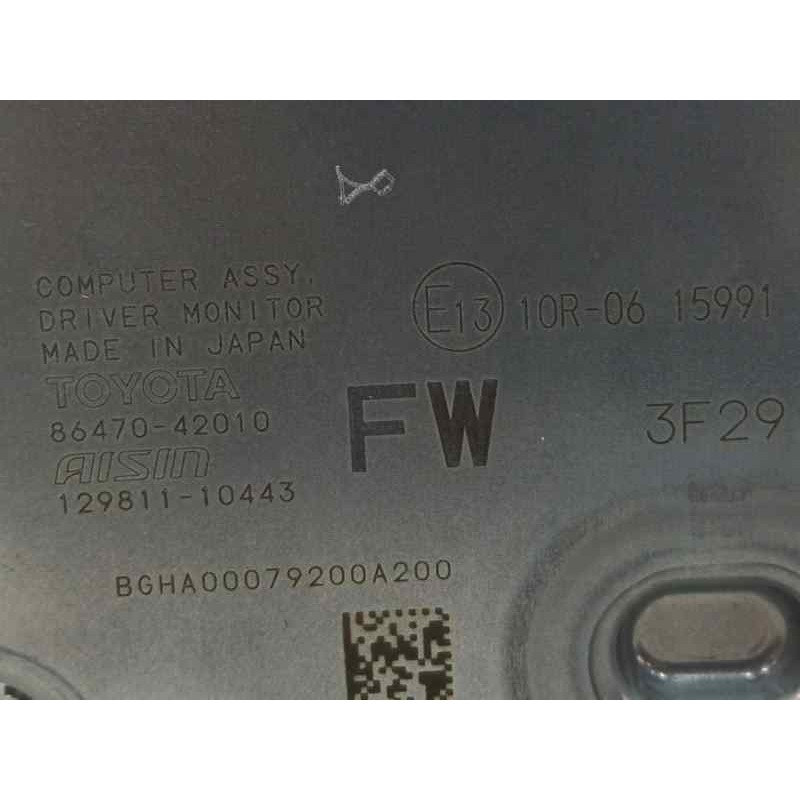 COMPUTER ASSY,
DRIVER MONITOR
MADE IN JAPAN
TOYOTA
86470-42010
AISIN
129811-10443
E13 10R-06 15991
FW
3F29
BGHA00079200A200